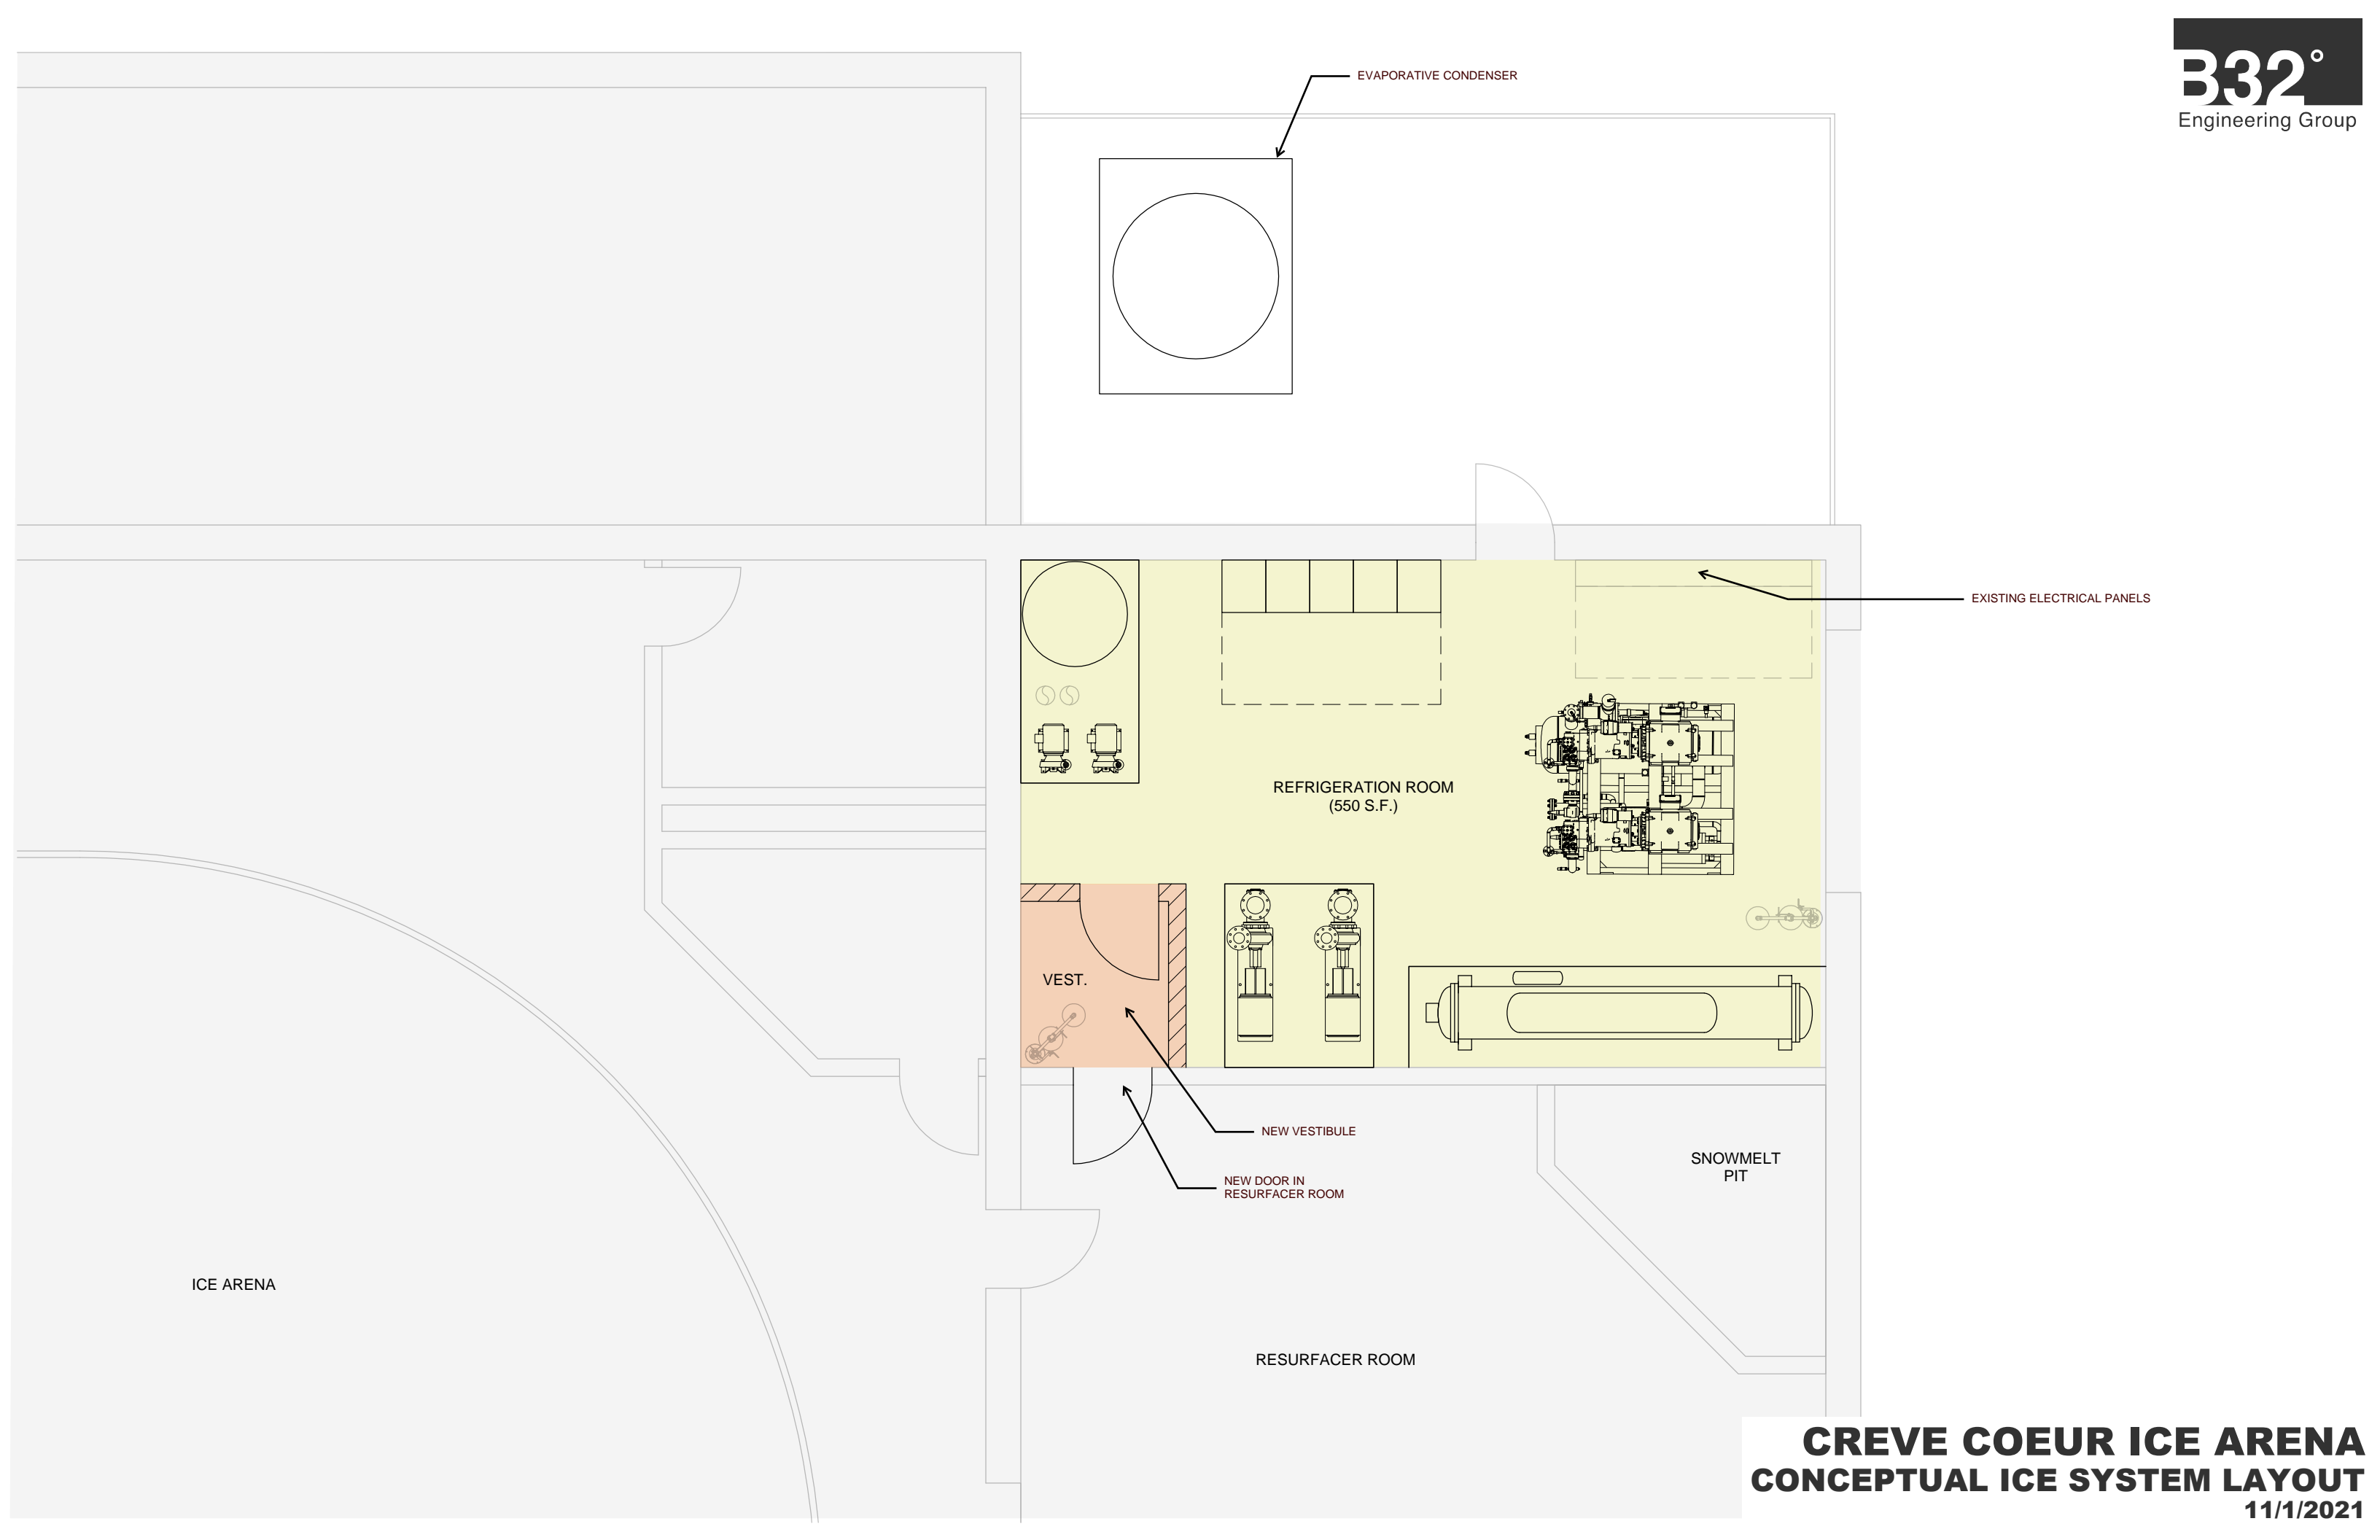 B32°
Engineering Group
EVAPORATIVE CONDENSER
EXISTING ELECTRICAL PANELS
REFRIGERATION ROOM
(550 S.F.)
VEST.
NEW VESTIBULE
NEW DOOR IN
RESURFACER ROOM
SNOWMELT
PIT
ICE ARENA
RESURFACER ROOM
CREVE COEUR ICE ARENA
CONCEPTUAL ICE SYSTEM LAYOUT
11/1/2021